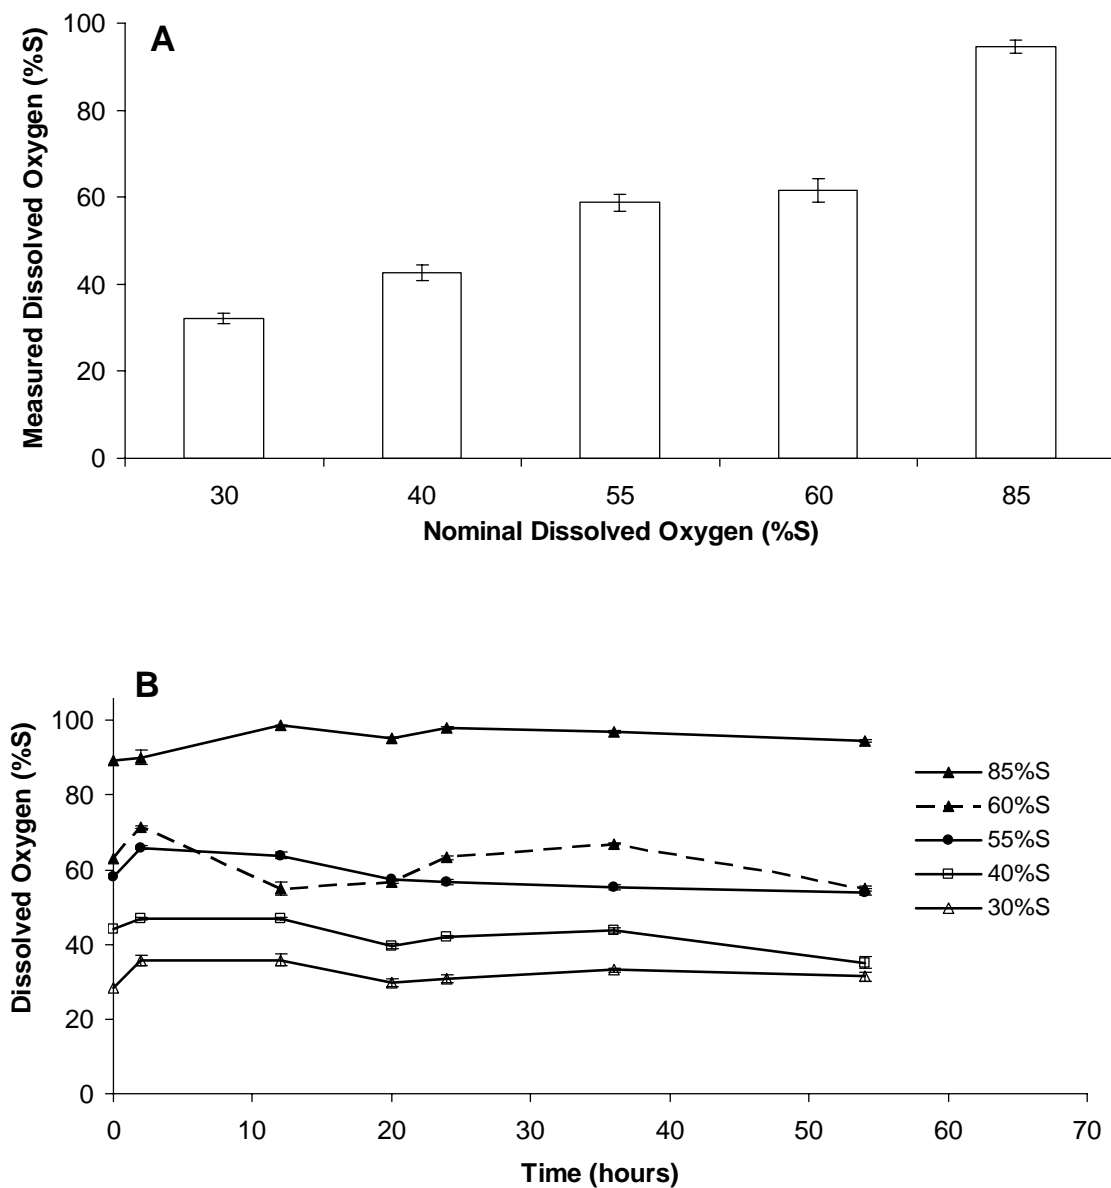 A
Measured Dissolved Oxygen (%S)
100
80
60
40
20
0
30 40 55 60 85
Nominal Dissolved Oxygen (%S)
B
Dissolved Oxygen (%S)
100
80
60
40
20
0
85%S
60%S
55%S
40%S
30%S
0 10 20 30 40 50 60 70
Time (hours)